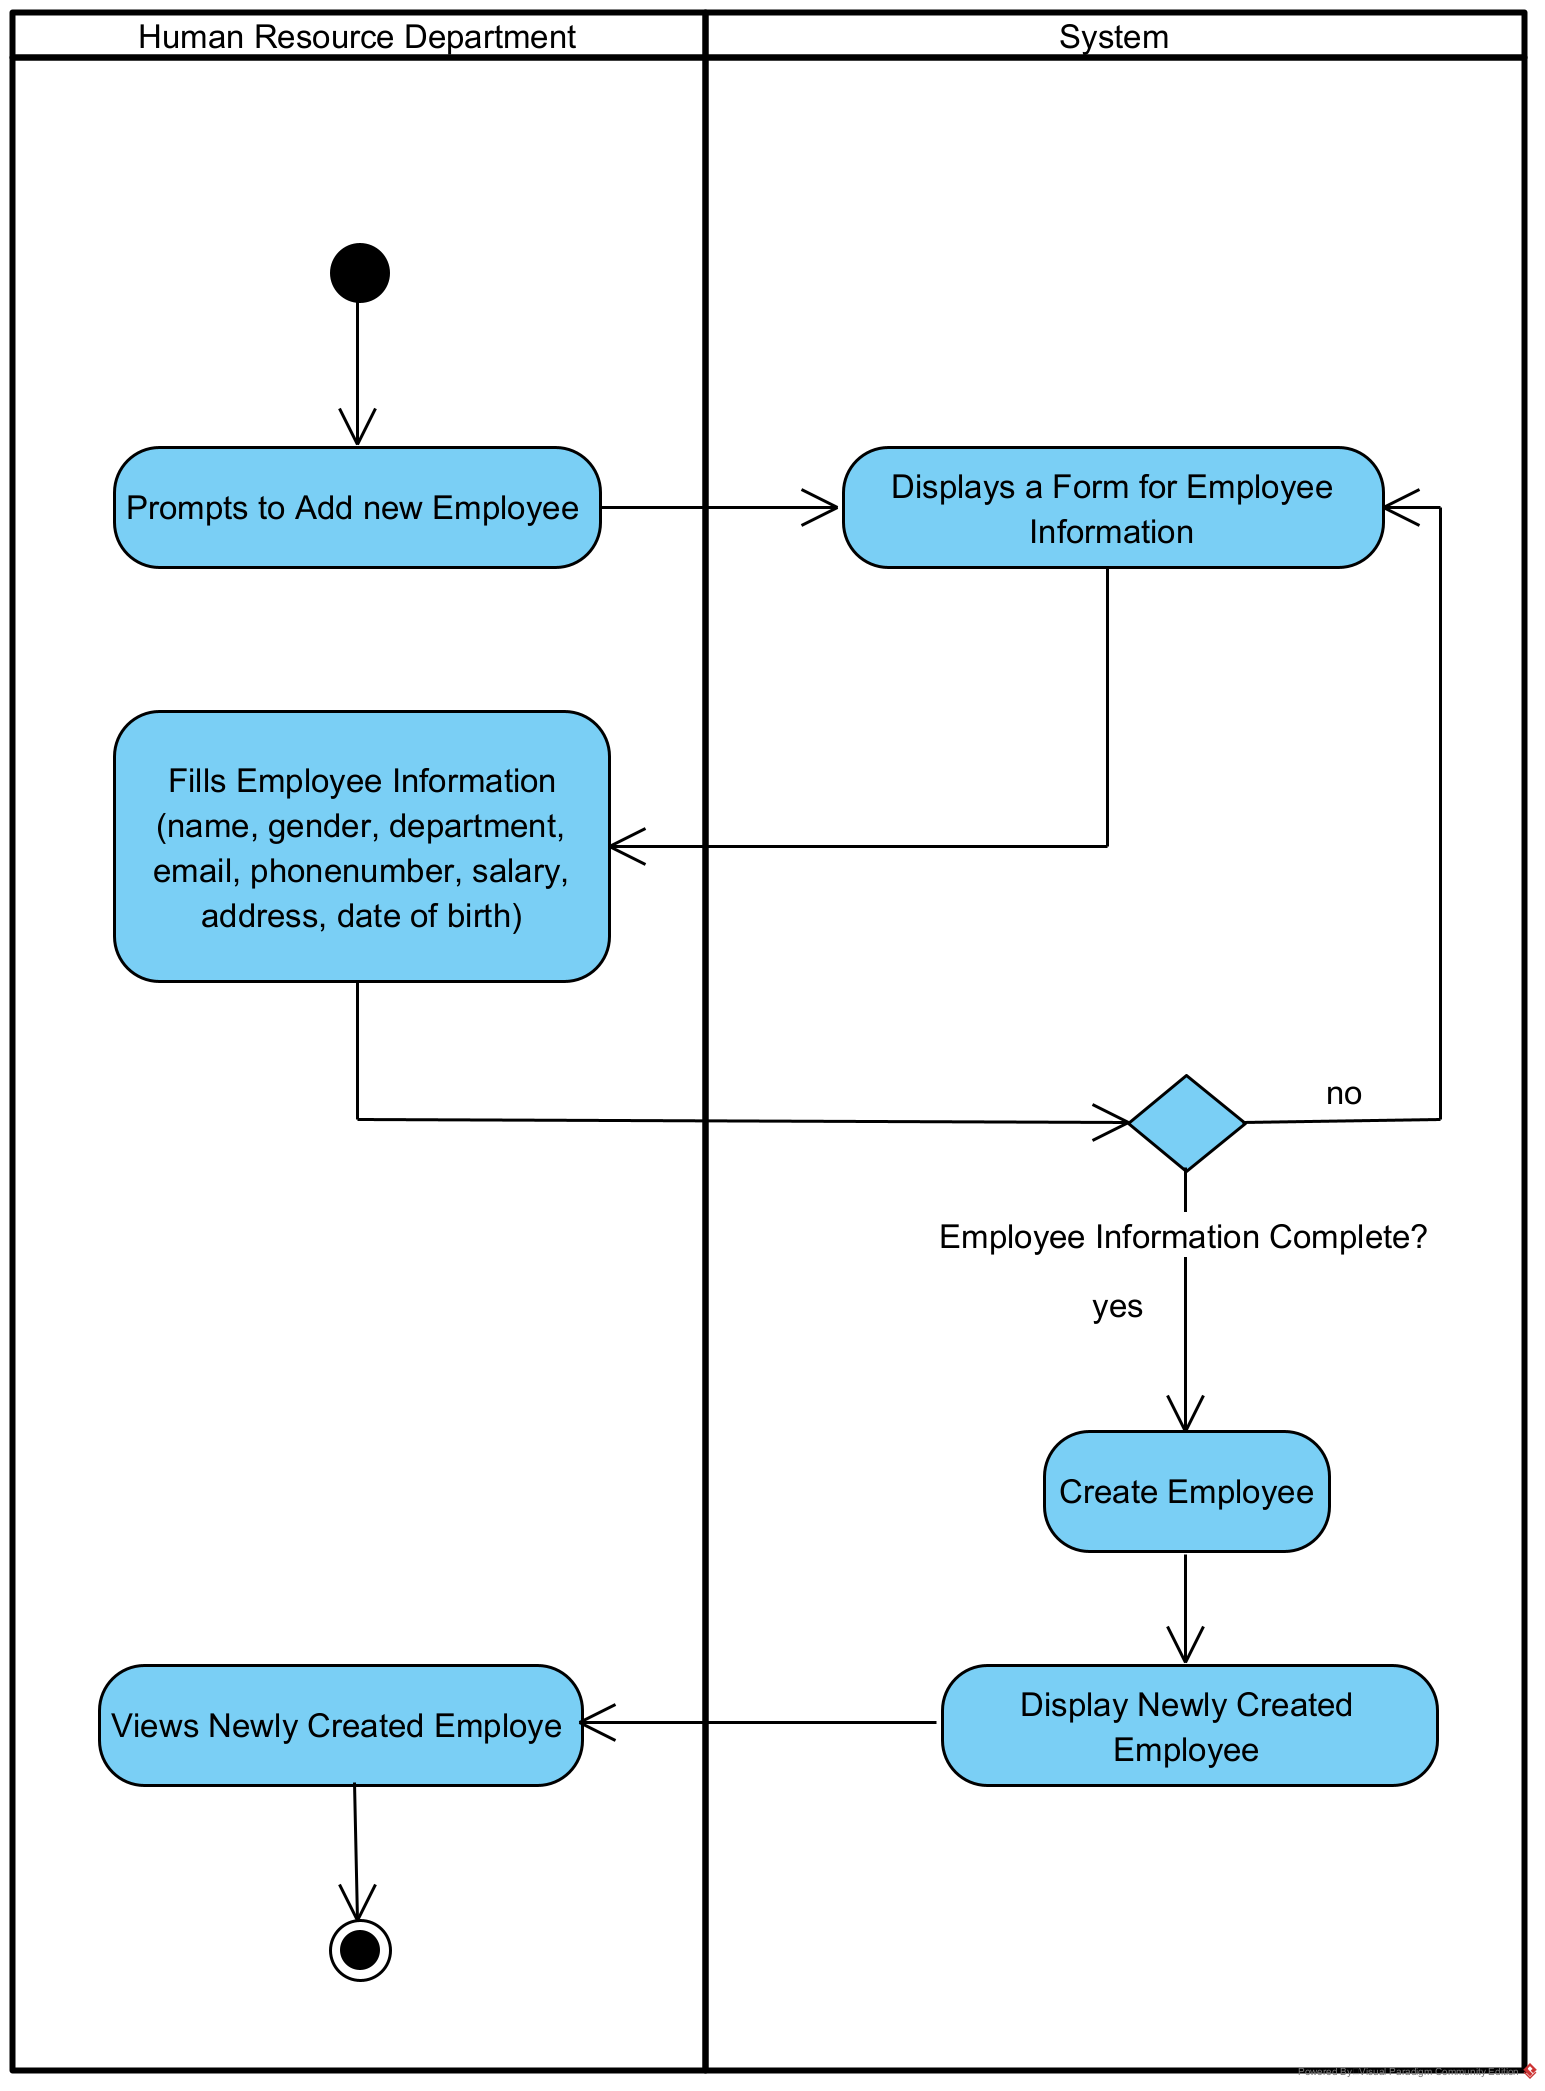 Human Resource Department
System
Prompts to Add new Employee
Displays a Form for Employee
Information
Fills Employee Information
(name, gender, department,
email, phonenumber, salary,
address, date of birth)
no
Employee Information Complete?
yes
Create Employee
Views Newly Created Employe
Display Newly Created
Employee
Powered By: Visual Paradigm Community Edition